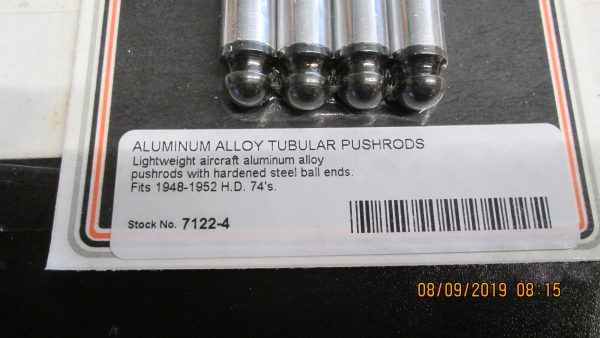 ALUMINUM ALLOY TUBULAR PUSHRODS
Lightweight aircraft aluminum alloy
pushrods with hardened steel ball ends.
Fits 1948-1952 H.D. 74's.
Stock No. 7122-4
08/09/2019 08:15